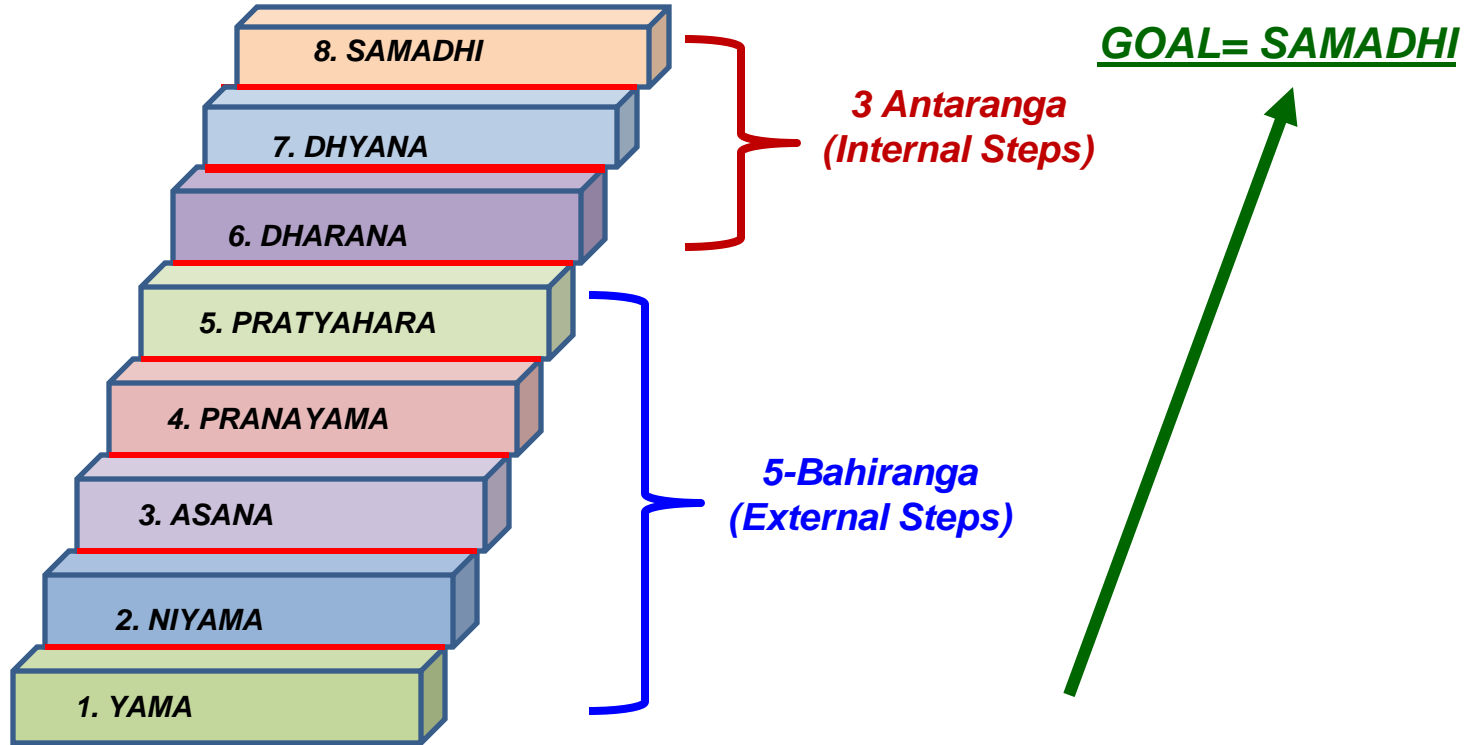 8. SAMADHI
7. DHYANA
6. DHARANA
5. PRATYAHARA
4. PRANAYAMA
3. ASANA
2. NIYAMA
1. YAMA
3 Antaranga
(Internal Steps)
5-Bahiranga
(External Steps)
GOAL= SAMADHI